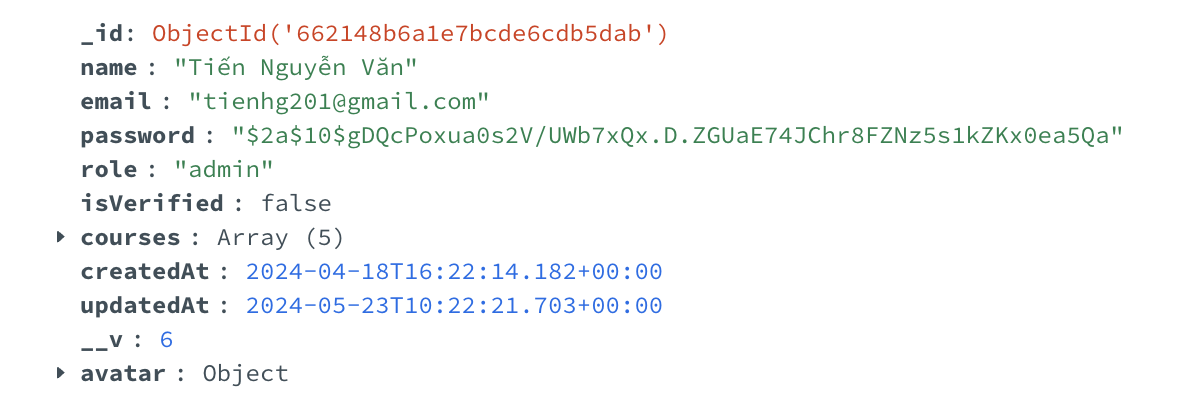 _id: ObjectId('662148b6a1e7bcde6cdb5dab')
name : "Tiến Nguyễn Văn"
email : "tienhg201@gmail.com"
password : "$2a$10$gDQcPoxua0s2V/UWb7xQx.D.ZGUaE74JChr8FZNz5s1kZKx0ea5Qa"
role : "admin"
isVerified : false
courses : Array (5)
createdAt : 2024-04-18T16:22:14.182+00:00
updatedAt : 2024-05-23T10:22:21.703+00:00
__v : 6
avatar : Object